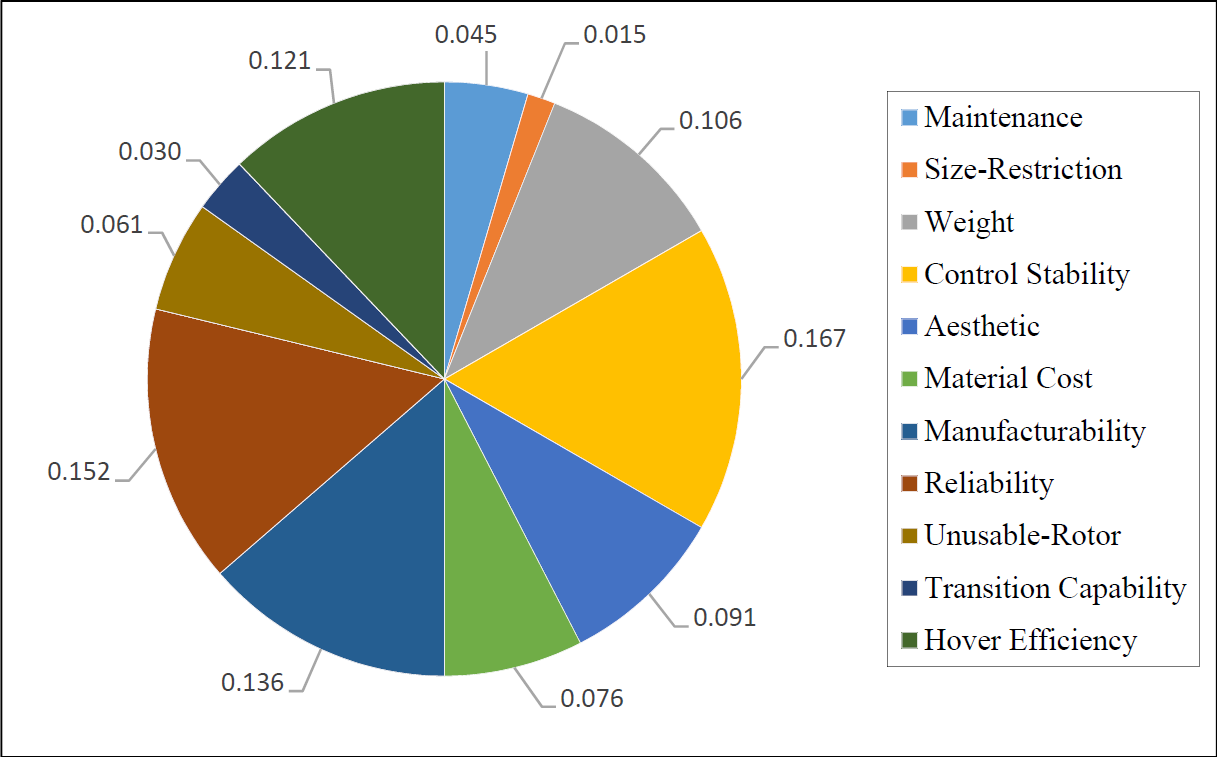 0.045
0.015
0.121
0.106
0.030
0.061
0.167
0.152
0.091
0.136
0.076
Maintenance
Size-Restriction
Weight
Control Stability
Aesthetic
Material Cost
Manufacturability
Reliability
Unusable-Rotor
Transition Capability
Hover Efficiency